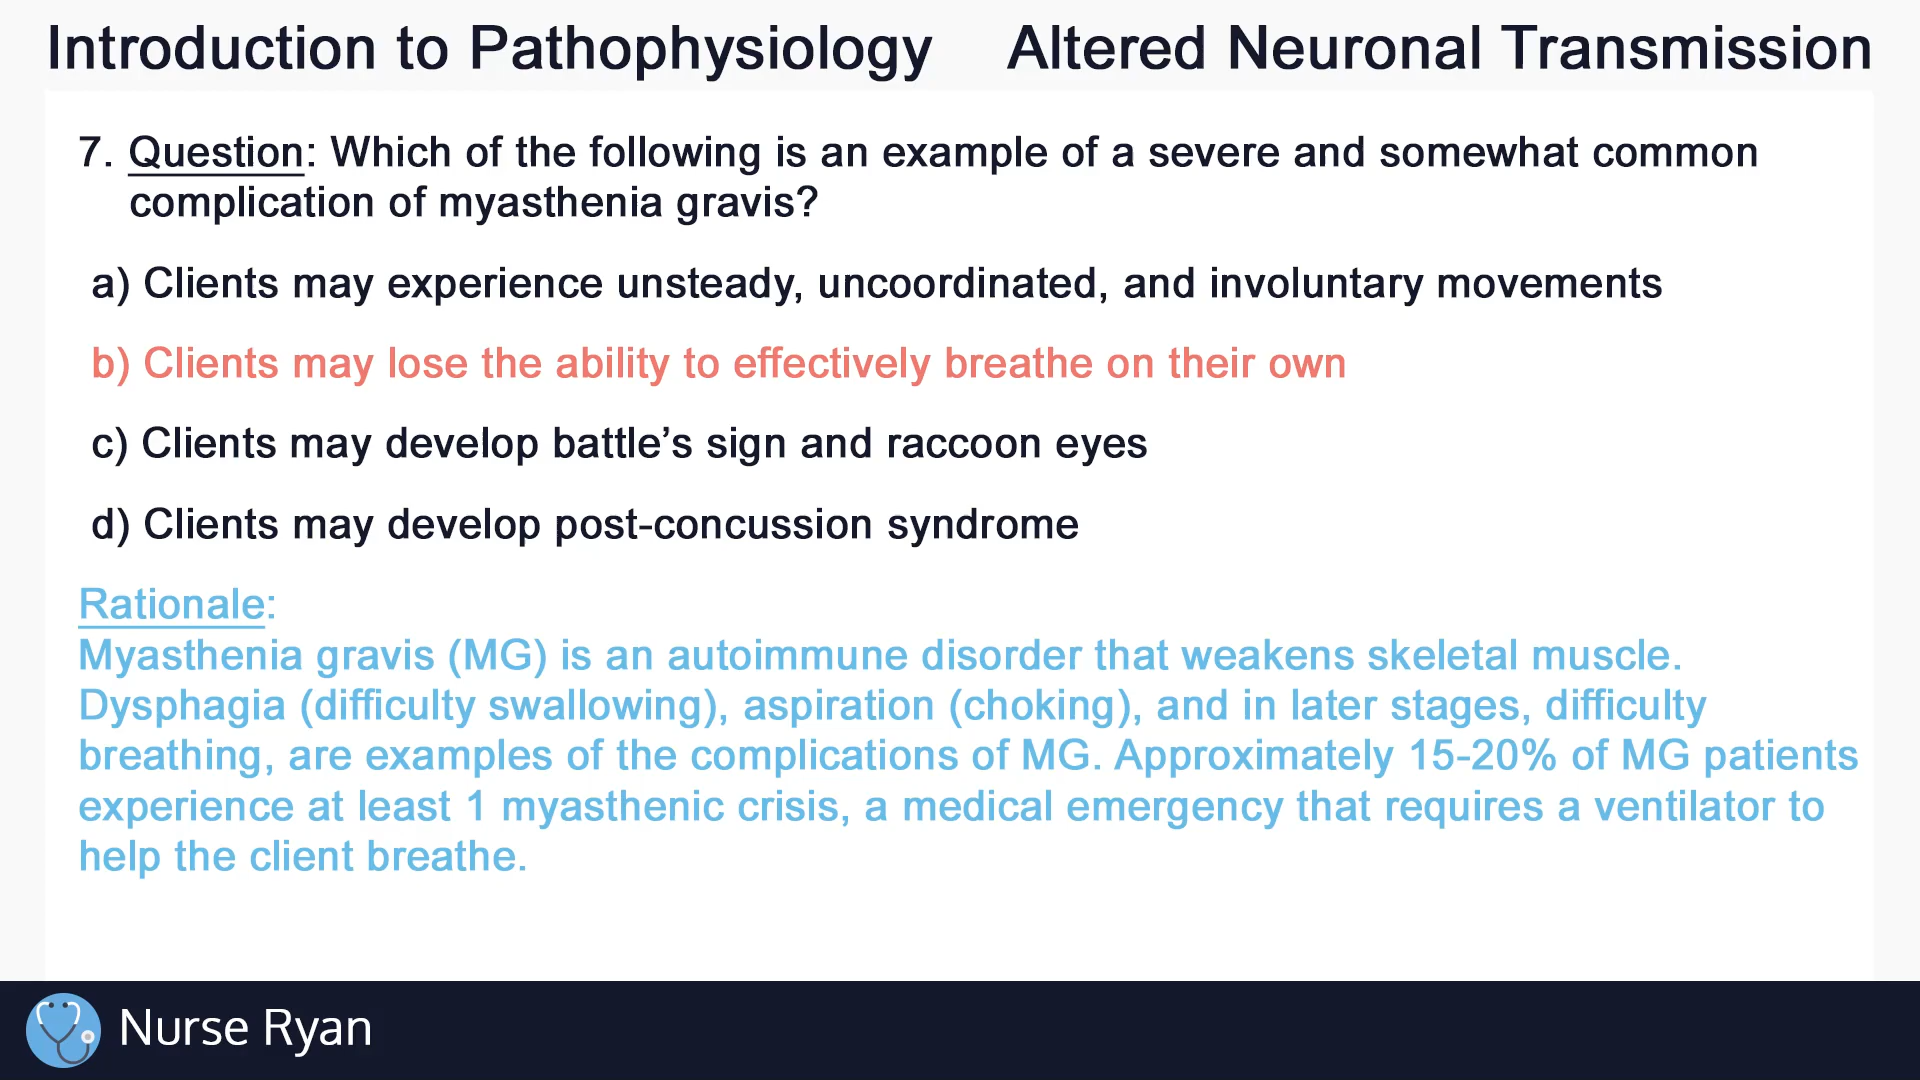 Introduction to Pathophysiology Altered Neuronal Transmission
7. Question: Which of the following is an example of a severe and somewhat common
complication of myasthenia gravis?
a) Clients may experience unsteady, uncoordinated, and involuntary movements
b) Clients may lose the ability to effectively breathe on their own
c) Clients may develop battle’s sign and raccoon eyes
d) Clients may develop post-concussion syndrome
Rationale:
Myasthenia gravis (MG) is an autoimmune disorder that weakens skeletal muscle.
Dysphagia (difficulty swallowing), aspiration (choking), and in later stages, difficulty
breathing, are examples of the complications of MG. Approximately 15-20% of MG patients
experience at least 1 myasthenic crisis, a medical emergency that requires a ventilator to
help the client breathe.
Nurse Ryan